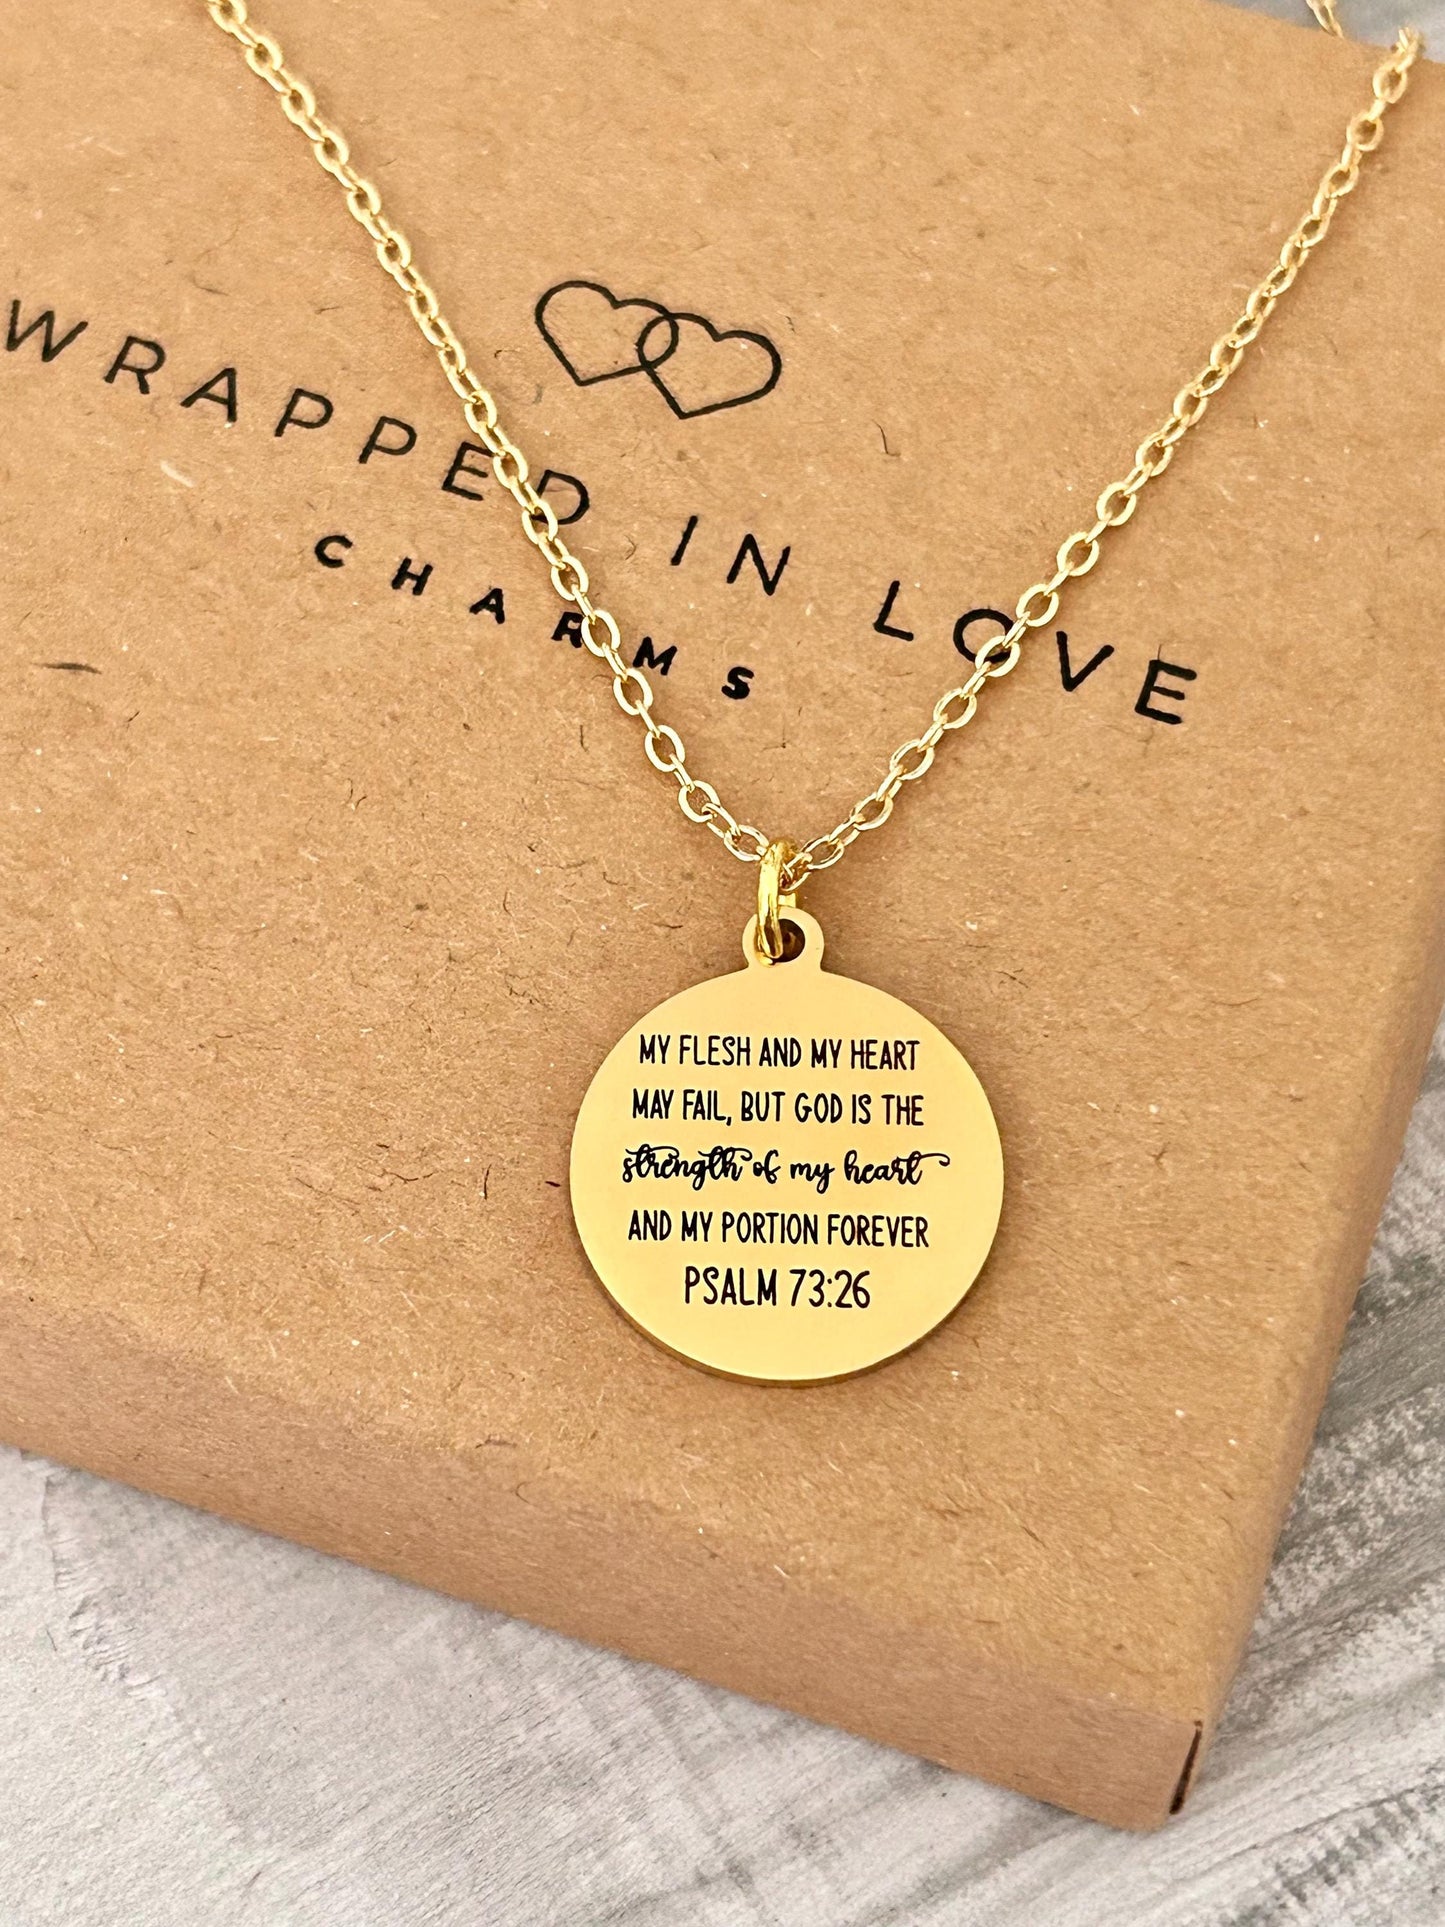 WRAPPED IN LOVE
CHARMS
MY FLESH AND MY HEART
MAY FAIL, BUT GOD IS THE
strength of my heart
AND MY PORTION FOREVER
PSALM 73:26